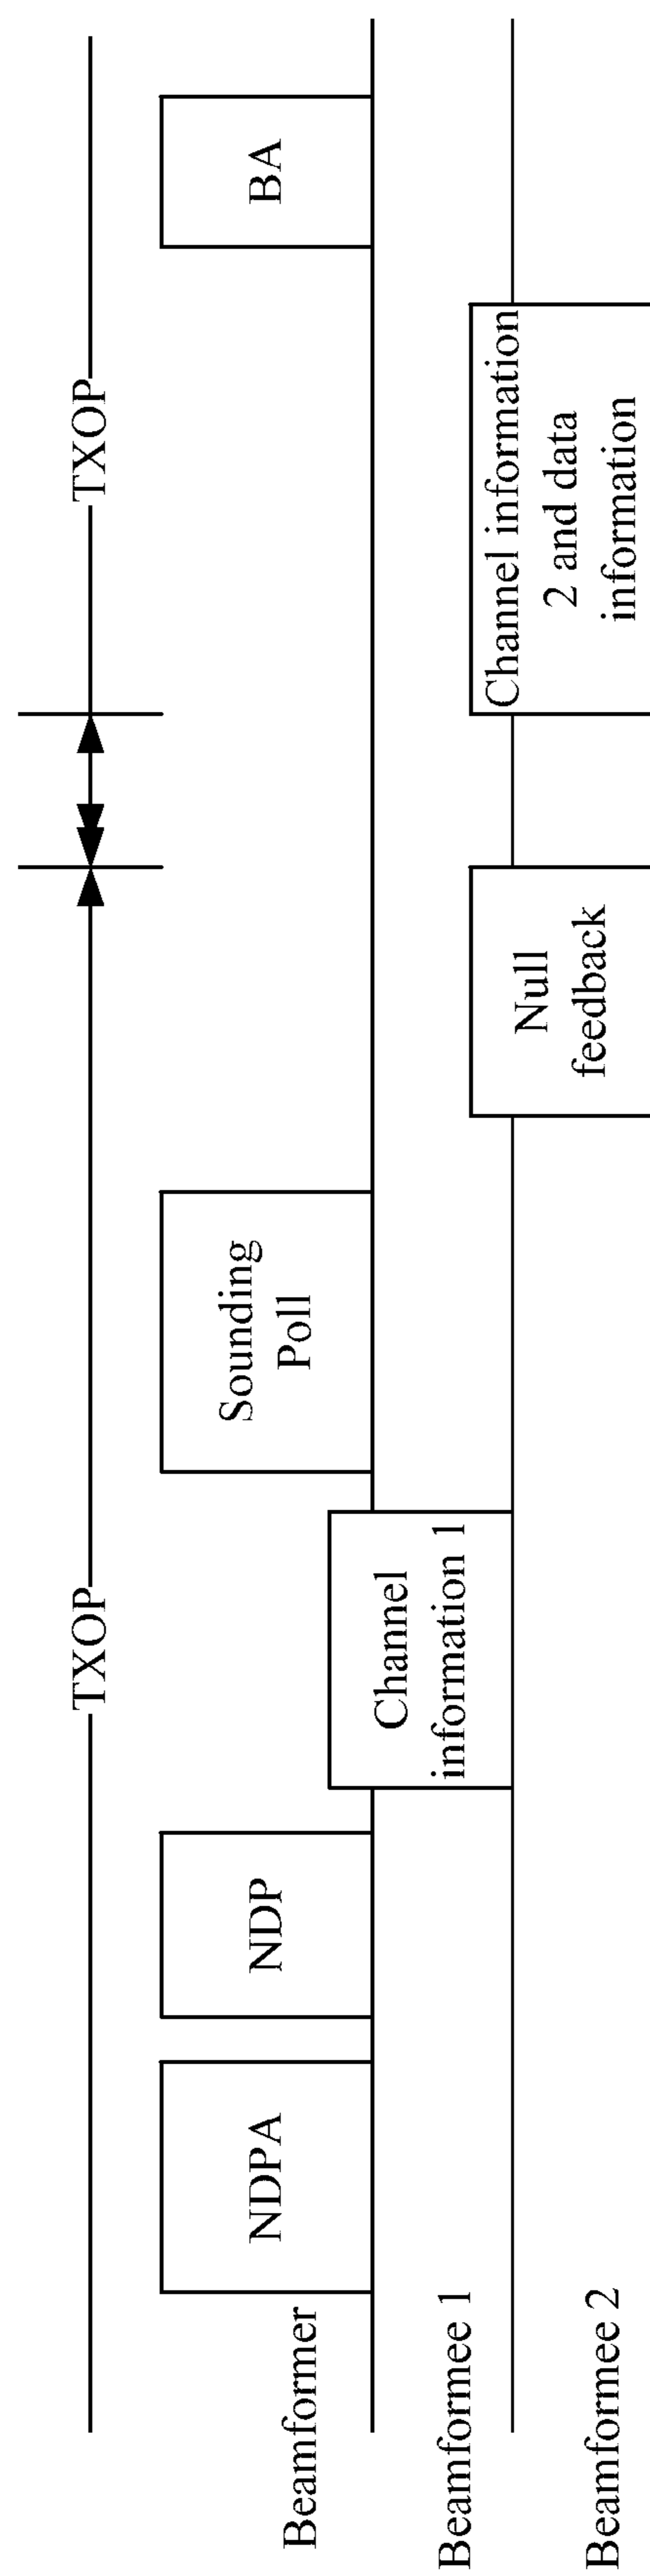 TXOP
TXOP
Beamformer
NDPA
NDP
Sounding
Poll
BA
Beamformee 1
Channel
information 1
Beamformee 2
Null
feedback
Channel information
2 and data
information